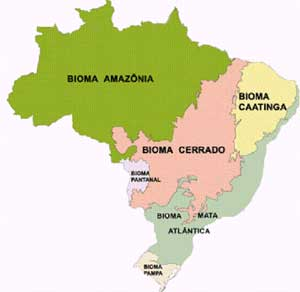 BIOMA AMAZÔNIA
BIOMA
CAATINGA
BIOMA CERRADO
BIOMA
PANTANAL
BIOMA MATA
ATLÂNTICA
BIOMA
PAMPA